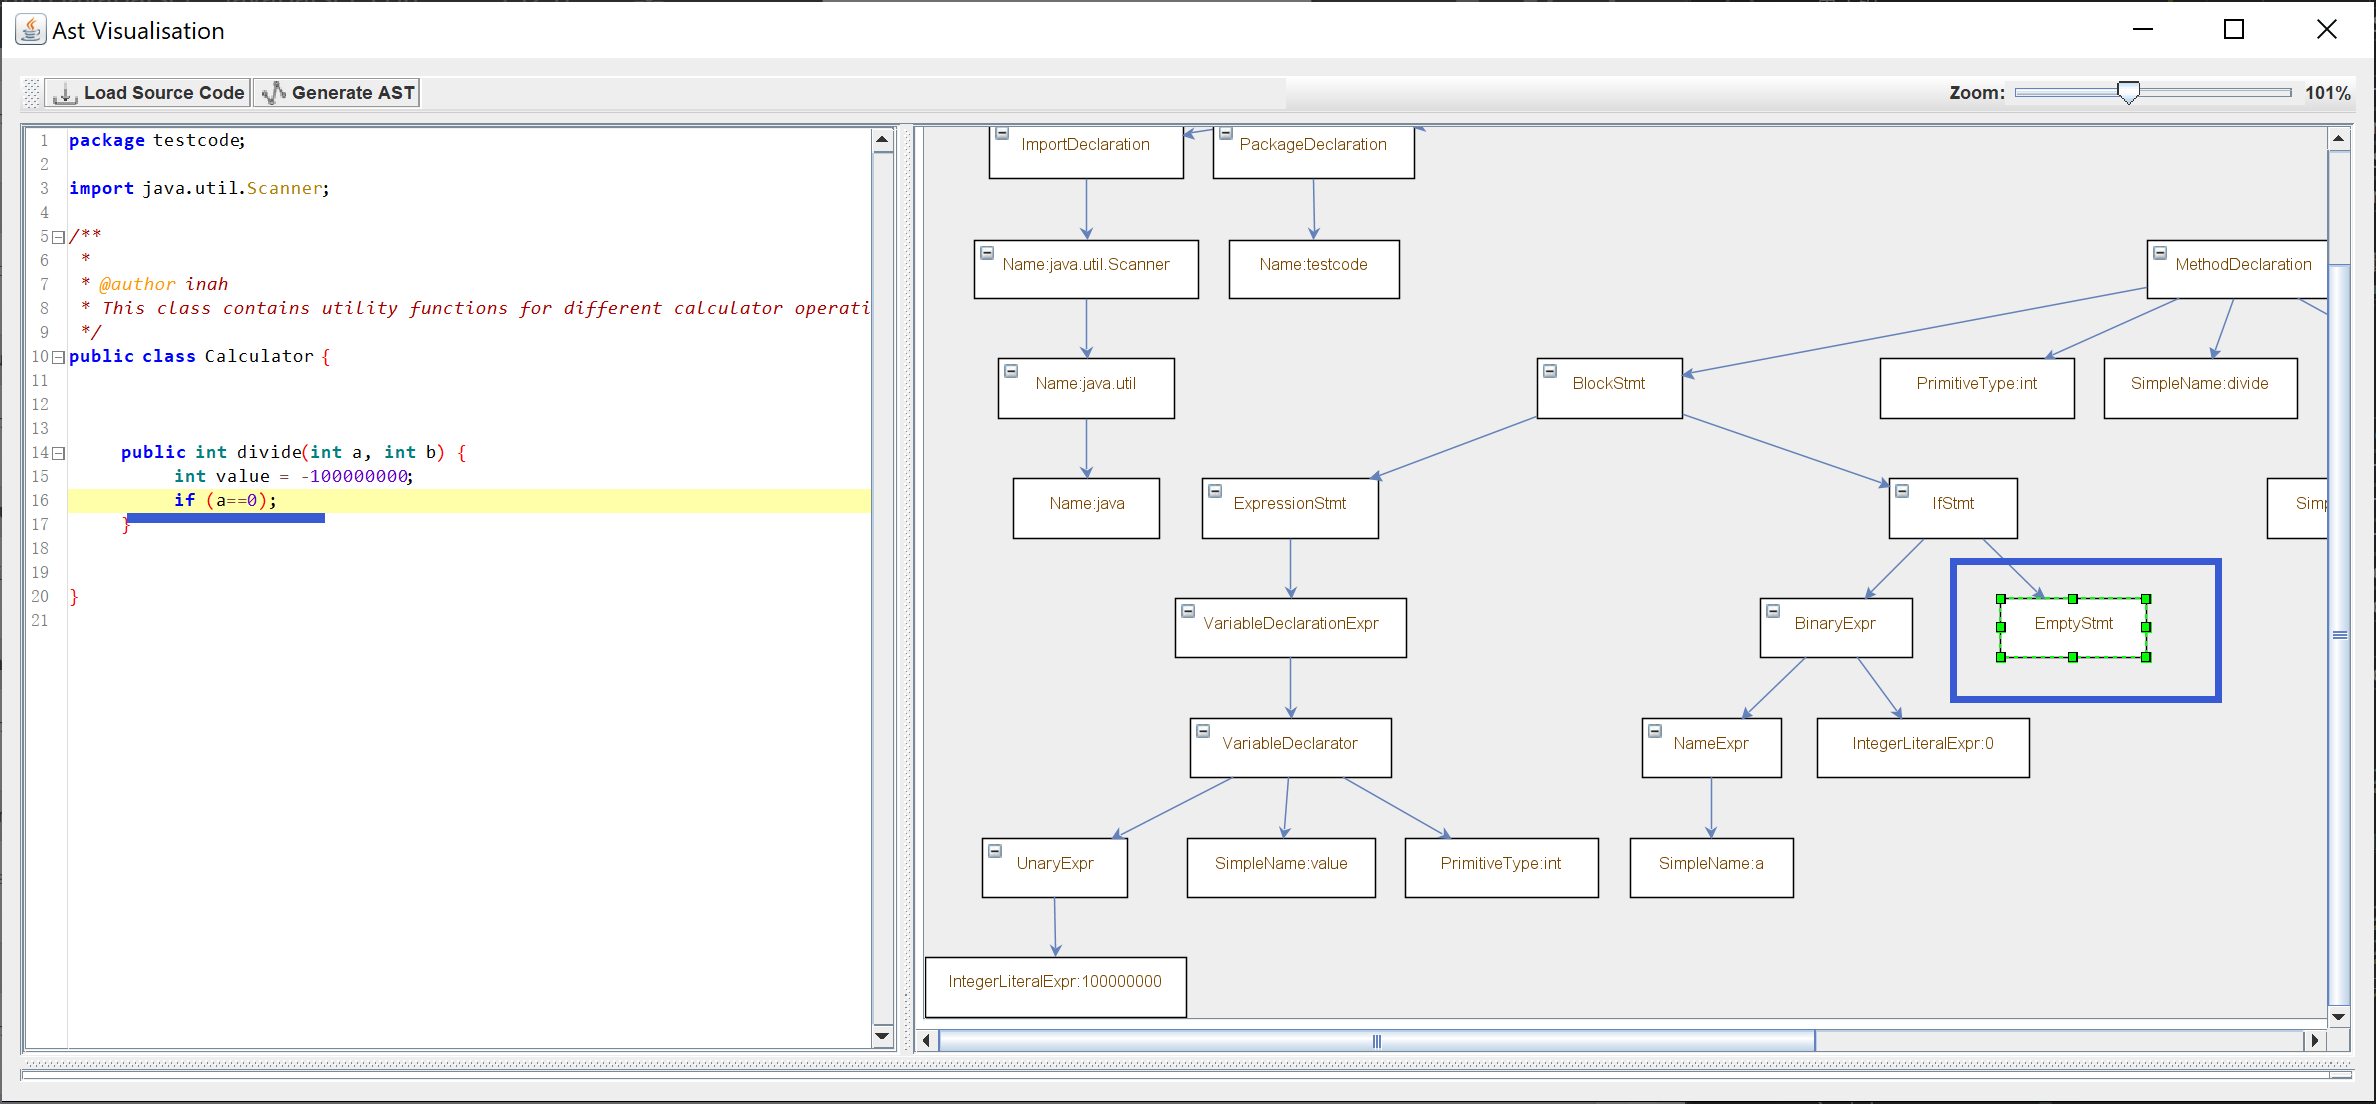 Ast Visualisation
Load Source Code Generate AST Zoom: 101%
1 package testcode;
2
3 import java.util.Scanner;
4
5 /**
6 *
7 * @author inah
8 * This class contains utility functions for different calculator operati
9 */
10 public class Calculator {
11
12
13
14 public int divide(int a, int b) {
15 int value = -100000000;
16 if (a==0);
17 }
18
19
20 }
21
ImportDeclaration PackageDeclaration
Name:java.util.Scanner Name:testcode MethodDeclaration
Name:java.util BlockStmt PrimitiveType:int SimpleName:divide
Name:java ExpressionStmt IfStmt Simp
VariableDeclarationExpr BinaryExpr EmptyStmt
VariableDeclarator NameExpr IntegerLiteralExpr:0
UnaryExpr SimpleName:value PrimitiveType:int SimpleName:a
IntegerLiteralExpr:100000000